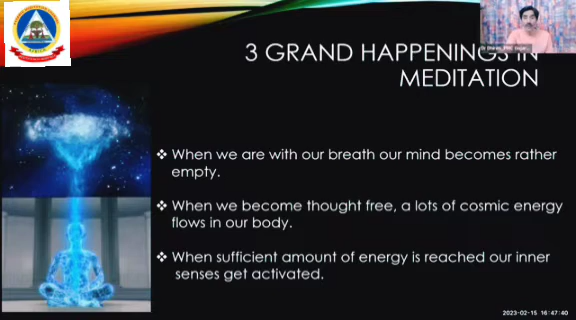 3 GRAND HAPPENINGS IN
MEDITATION
❖ When we are with our breath our mind becomes rather
empty.
❖ When we become thought free, a lots of cosmic energy
flows in our body.
❖ When sufficient amount of energy is reached our inner
senses get activated.
2023-02-15 16:47:40